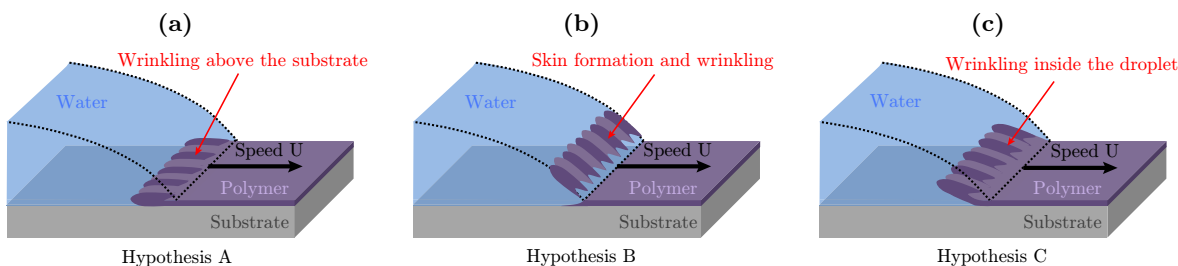 (a)
Wrinkling above the substrate
Water
Speed U
Polymer
Substrate
Hypothesis A
(b)
Skin formation and wrinkling
Speed U
Polymer
Substrate
Hypothesis B
(c)
Wrinkling inside the droplet
Water
Speed U
Polymer
Substrate
Hypothesis C